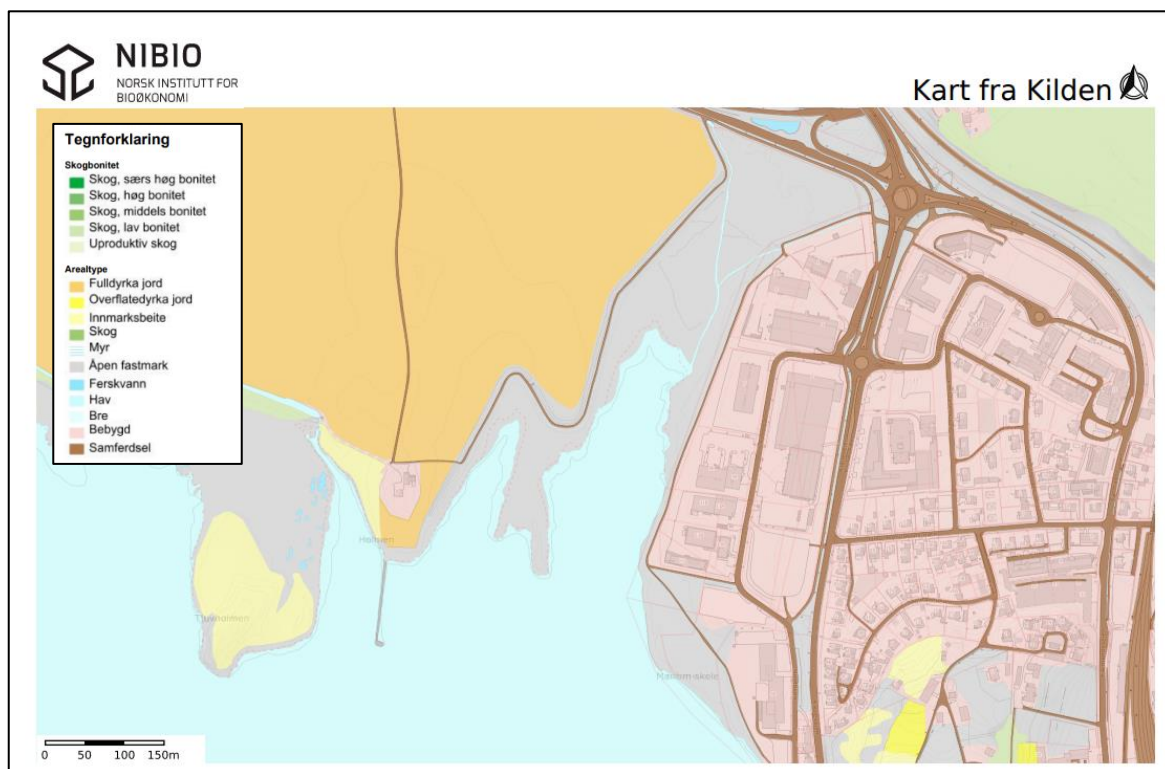 NIBIO
NORSK INSTITUTT FOR
BIOØKONOMI
Kart fra Kilden
Tegnforklaring
Skogbonitet
Skog, særs høg bonitet
Skog, høg bonitet
Skog, middels bonitet
Skog, lav bonitet
Uproduktiv skog
Arealtype
Fulldyrka jord
Overflatedyrka jord
Innmarksbeite
Skog
Myr
Åpen fastmark
Ferskvann
Hav
Bre
Bebygd
Samferdsel
Tjuvholmen
0 50 100 150m